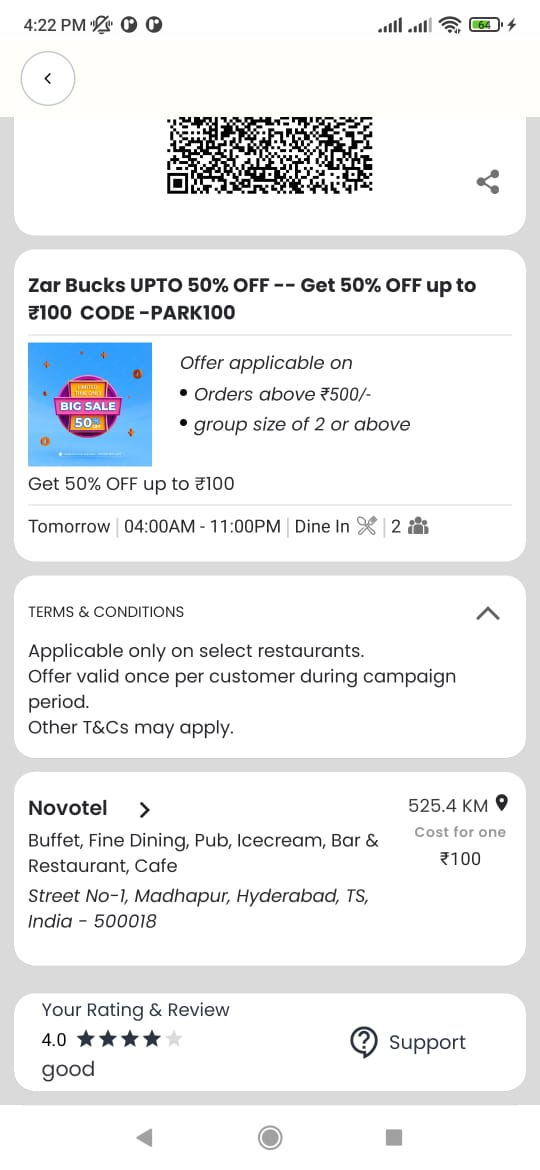 4:22 PM
64
Zar Bucks UPTO 50% OFF -- Get 50% OFF up to
₹100 CODE -PARK100
LIMITED
TIME ONLY
BIG SALE
50%
Offer applicable on
• Orders above ₹500/-
• group size of 2 or above
Get 50% OFF up to ₹100
Tomorrow | 04:00AM - 11:00PM | Dine In | 2
TERMS & CONDITIONS
Applicable only on select restaurants.
Offer valid once per customer during campaign
period.
Other T&Cs may apply.
Novotel
525.4 KM
Cost for one
₹100
Buffet, Fine Dining, Pub, Icecream, Bar &
Restaurant, Cafe
Street No-1, Madhapur, Hyderabad, TS,
India - 500018
Your Rating & Review
4.0
good
Support